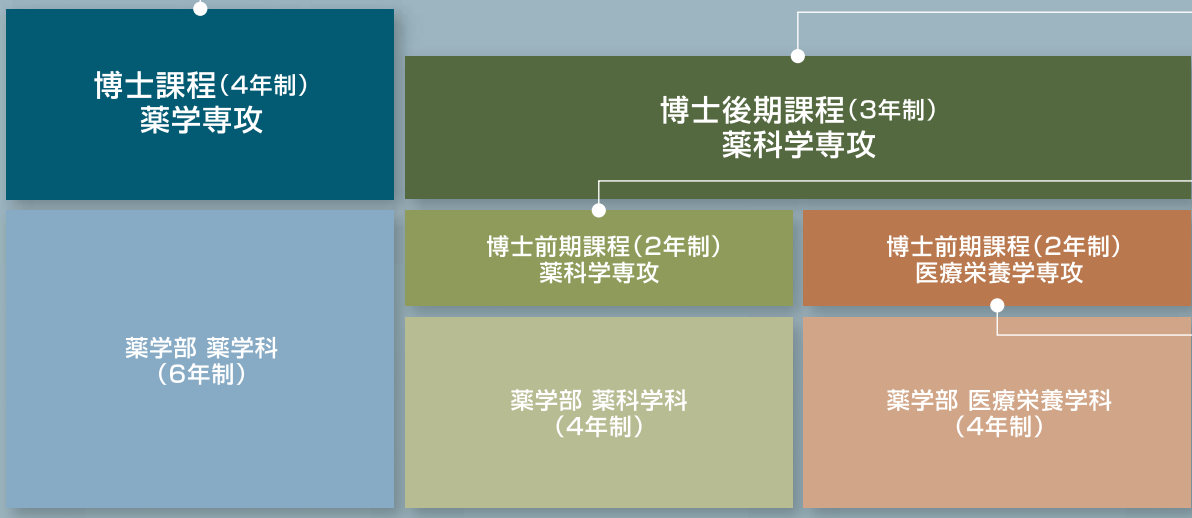 博士課程（4年制）
薬学専攻
博士後期課程（3年制）
薬科学専攻
博士前期課程（2年制）
薬科学専攻
博士前期課程（2年制）
医療栄養学専攻
薬学部 薬学科
（6年制）
薬学部 薬科学科
（4年制）
薬学部 医療栄養学科
（4年制）